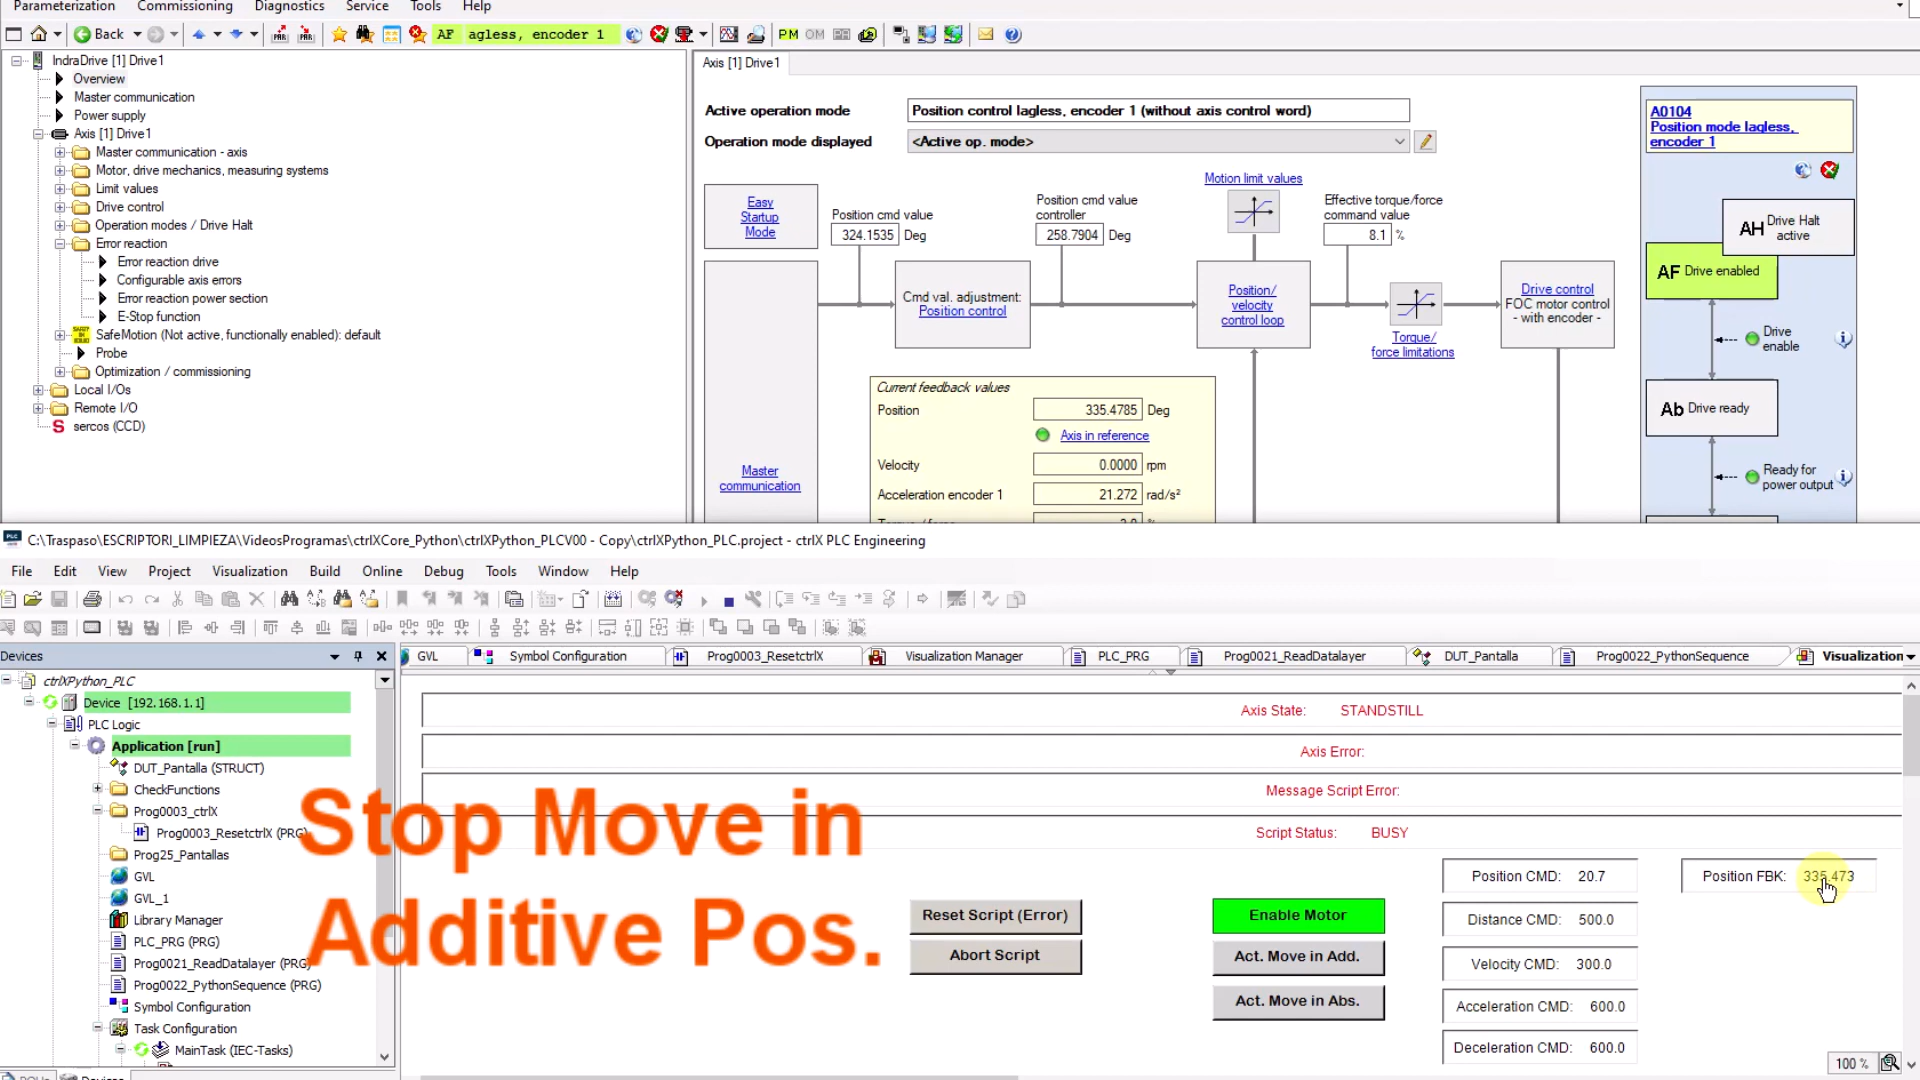 Parameterization Commissioning Diagnostics Service Tools Help
Back AF agless, encoder 1 PM OM
IndraDrive [1] Drive1
Overview
Master communication
Power supply
Axis [1] Drive1
Master communication - axis
Motor, drive mechanics, measuring systems
Limit values
Drive control
Operation modes / Drive Halt
Error reaction
Error reaction drive
Configurable axis errors
Error reaction power section
E-Stop function
SafeMotion (Not active, functionally enabled): default
Probe
Optimization / commissioning
Local I/Os
Remote I/O
S sercos (CCD)
Axis [1] Drive1
Active operation mode Position control lagless, encoder 1 (without axis control word)
Operation mode displayed <Active op. mode>
Easy
Startup
Mode
Position cmd value
324.1535 Deg
Position cmd value
controller
258.7904 Deg
Motion limit values
Effective torque/force
command value
8.1 %
Cmd val. adjustment:
Position control
Position/
velocity
control loop
Torque/
force limitations
Drive control
FOC motor control
- with encoder -
Master
communication
Current feedback values
Position 335.4785 Deg
Axis in reference
Velocity 0.0000 rpm
Acceleration encoder 1 21.272 rad/s²
A0104
Position mode lagless,
encoder 1
AH Drive Halt
active
AF Drive enabled
Drive
enable
Ab Drive ready
Ready for
power output
C:\Traspaso\ESCRIPTORI_LIMPIEZA\VideosProgramas\ctrlXCore_Python\ctrlXPython_PLCV00 - Copy\ctrlXPython_PLC.project - ctrlX PLC Engineering
File Edit View Project Visualization Build Online Debug Tools Window Help
Devices
ctrlXPython_PLC
Device [192.168.1.1]
PLC Logic
Application [run]
DUT_Pantalla (STRUCT)
CheckFunctions
Prog0003_ctrlX
Prog0003_ResetctrlX (PRG)
Prog25_Pantallas
GVL
GVL_1
Library Manager
PLC_PRG (PRG)
Prog0021_ReadDatalayer (PRG)
Prog0022_PythonSequence (PRG)
Symbol Configuration
Task Configuration
MainTask (IEC-Tasks)
GVL Symbol Configuration Prog0003_ResetctrlX Visualization Manager PLC_PRG Prog0021_ReadDatalayer DUT_Pantalla Prog0022_PythonSequence Visualization
Axis State: STANDSTILL
Axis Error:
Message Script Error:
Script Status: BUSY
Stop Move in
Additive Pos.
Reset Script (Error)
Abort Script
Enable Motor
Act. Move in Add.
Act. Move in Abs.
Position CMD: 20.7
Distance CMD: 500.0
Velocity CMD: 300.0
Acceleration CMD: 600.0
Deceleration CMD: 600.0
Position FBK: 335.473
100 %